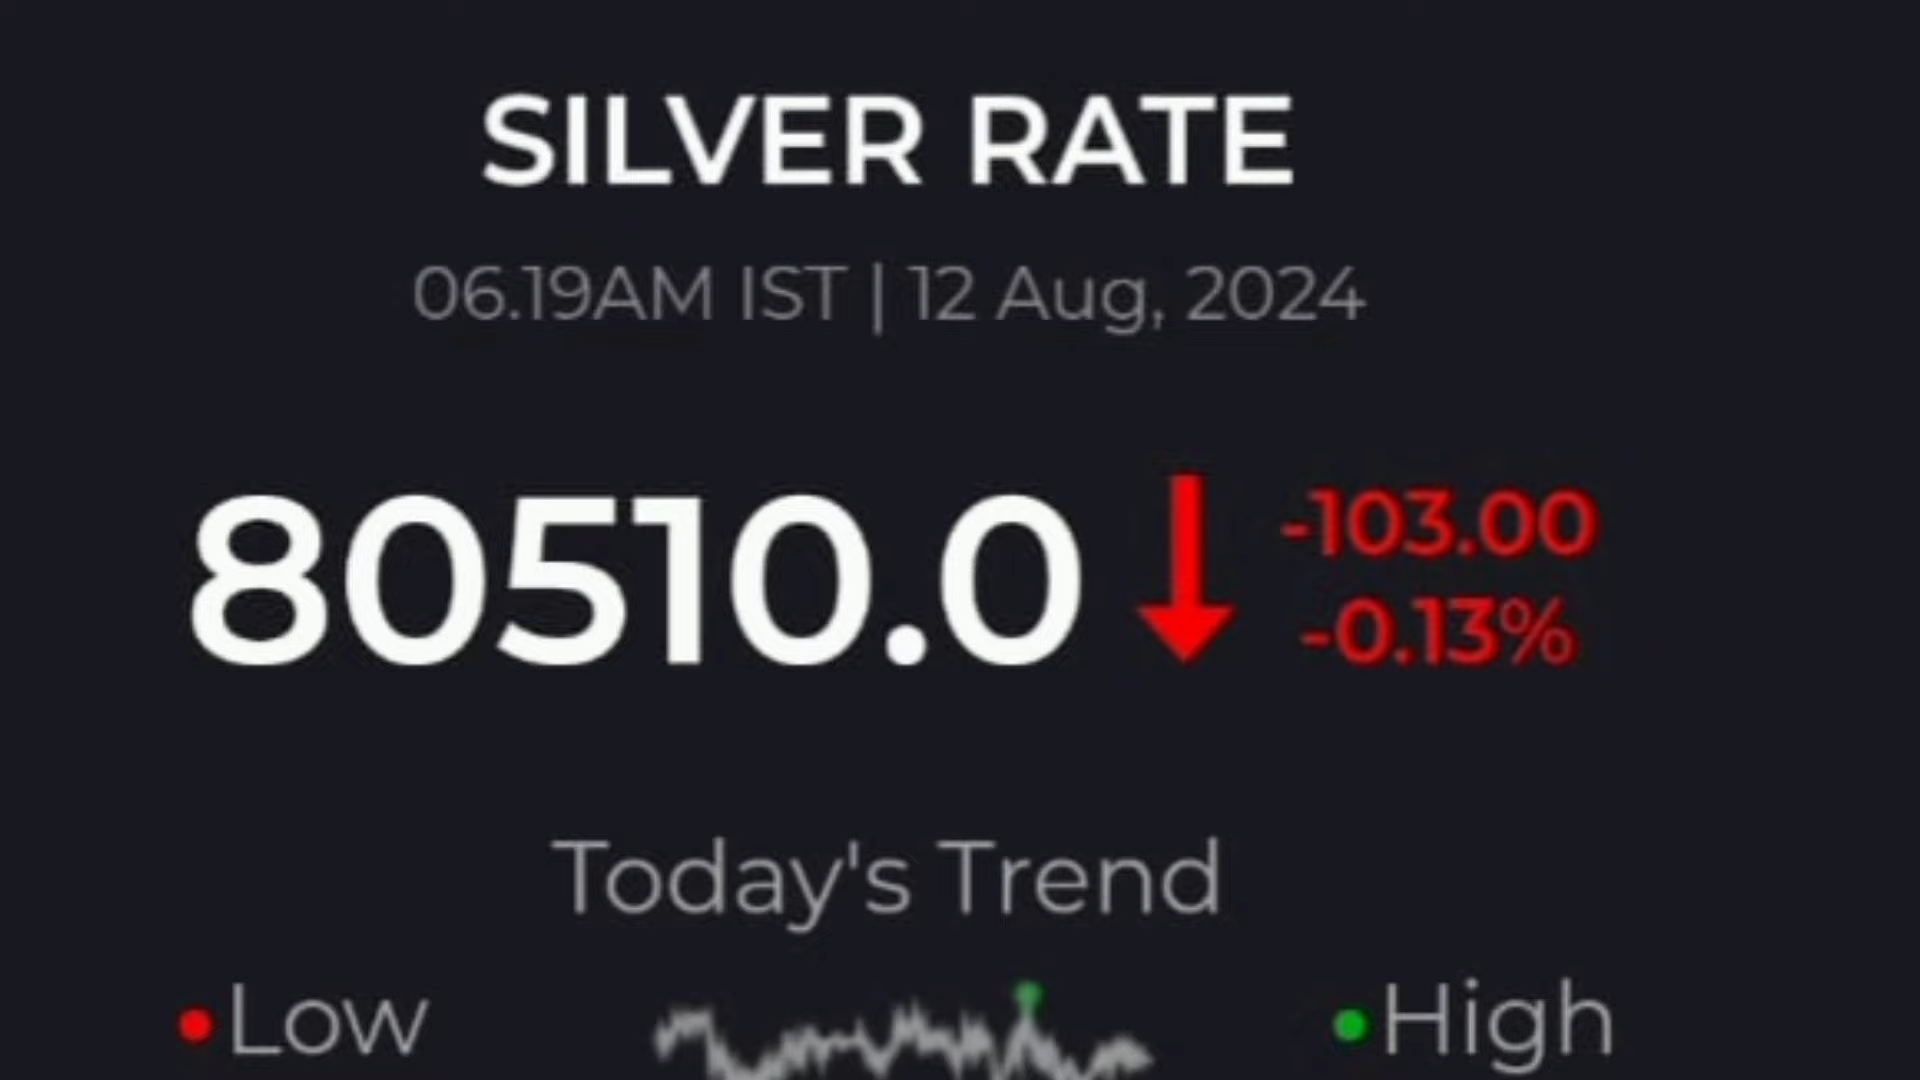 SILVER RATE
06.19AM IST | 12 Aug, 2024
80510.0
-103.00
-0.13%
Today's Trend
Low
High